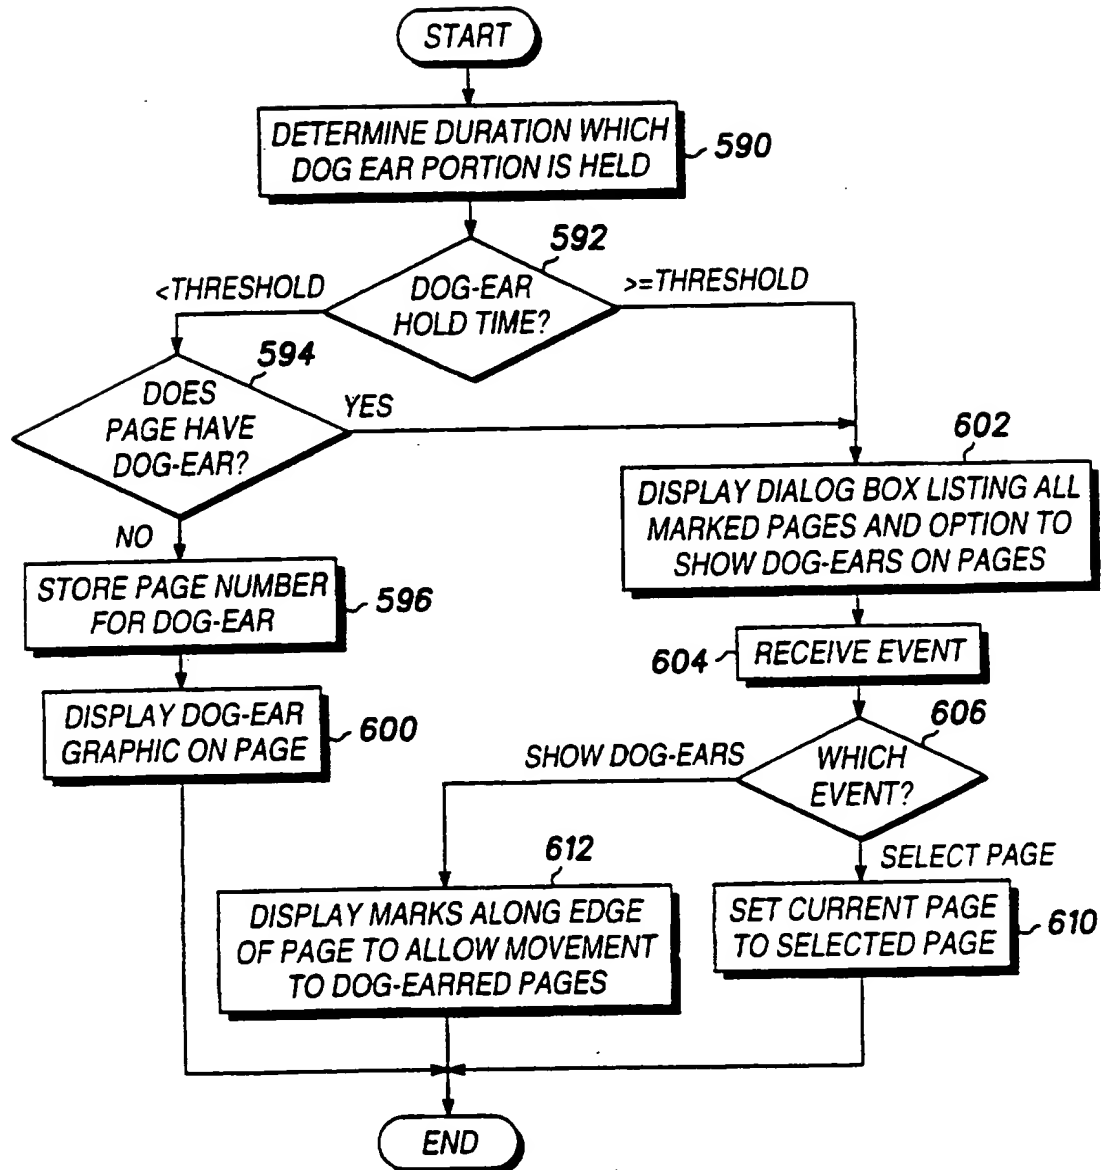 START
DETERMINE DURATION WHICH
DOG EAR PORTION IS HELD
590
592
<THRESHOLD
DOG-EAR
HOLD TIME?
>=THRESHOLD
594
DOES
PAGE HAVE
DOG-EAR?
YES
NO
STORE PAGE NUMBER
FOR DOG-EAR
596
DISPLAY DOG-EAR
GRAPHIC ON PAGE
600
602
DISPLAY DIALOG BOX LISTING ALL
MARKED PAGES AND OPTION TO
SHOW DOG-EARS ON PAGES
604
RECEIVE EVENT
606
WHICH
EVENT?
SHOW DOG-EARS
SELECT PAGE
612
DISPLAY MARKS ALONG EDGE
OF PAGE TO ALLOW MOVEMENT
TO DOG-EARRED PAGES
SET CURRENT PAGE
TO SELECTED PAGE
610
END